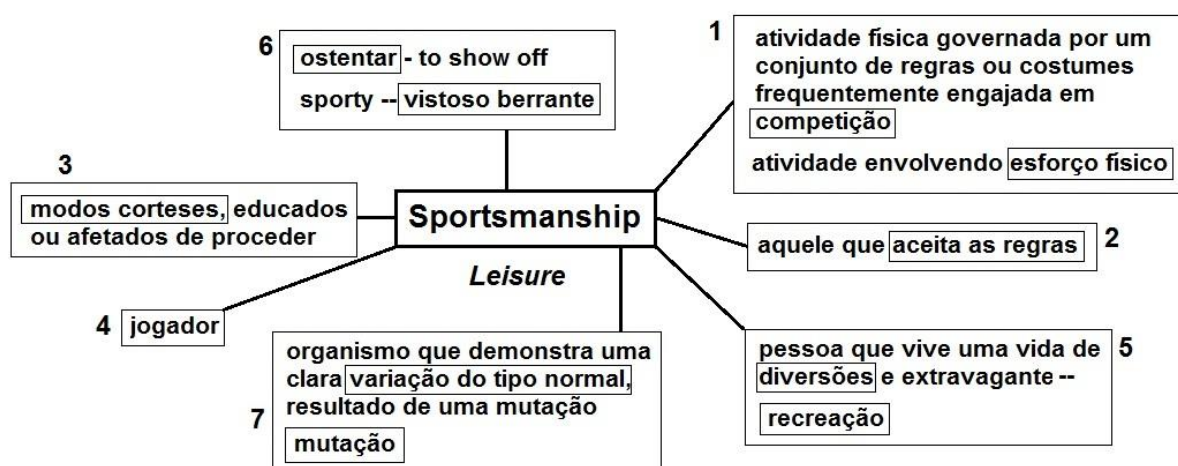 6
ostentar - to show off
sporty -- vistoso berrante
1
atividade física governada por um
conjunto de regras ou costumes
frequentemente engajada em
competição
atividade envolvendo esforço físico
3
modos corteses, educados
ou afetados de proceder
Sportsmanship
Leisure
aquele que aceita as regras
2
4
jogador
organismo que demonstra uma
clara variação do tipo normal,
resultado de uma mutação
mutação
7
pessoa que vive uma vida de
diversões e extravagante --
recreação
5